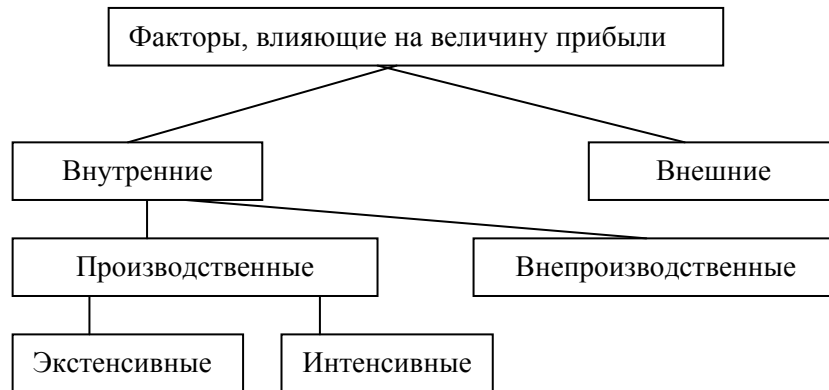 Факторы, влияющие на величину прибыли
Внутренние
Внешние
Производственные
Внепроизводственные
Экстенсивные
Интенсивные